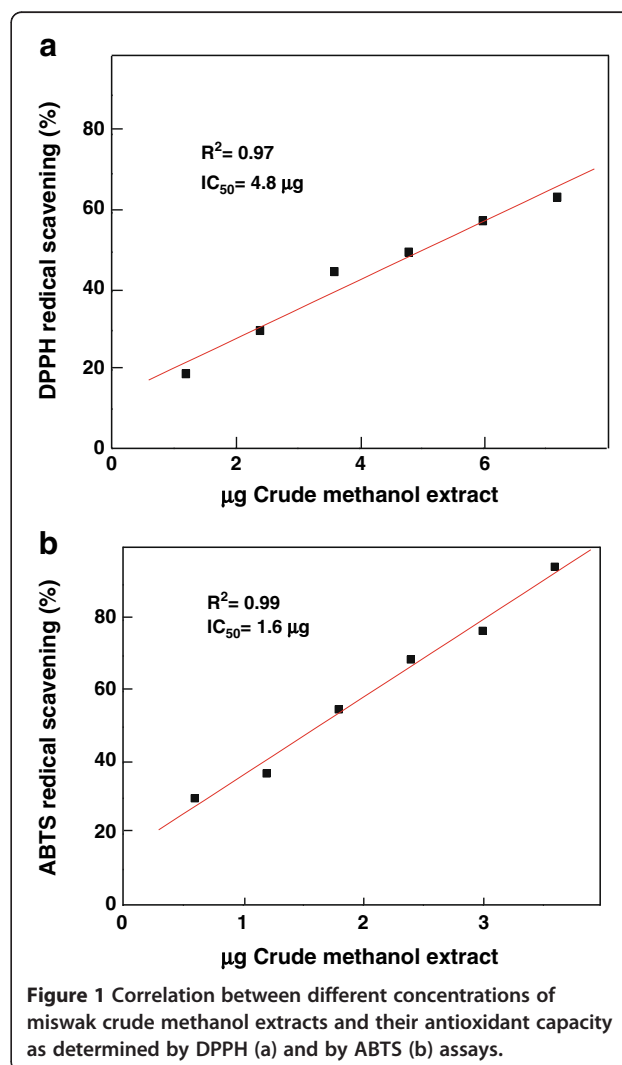 a
DPPH redical scavening (%)
80
60
40
20
0
R²= 0.97
IC₅₀= 4.8 µg
0 2 4 6
µg Crude methanol extract
b
ABTS redical scavening (%)
80
60
40
20
0
R²= 0.99
IC₅₀= 1.6 µg
0 1 2 3
µg Crude methanol extract
Figure 1 Correlation between different concentrations of
miswak crude methanol extracts and their antioxidant capacity
as determined by DPPH (a) and by ABTS (b) assays.